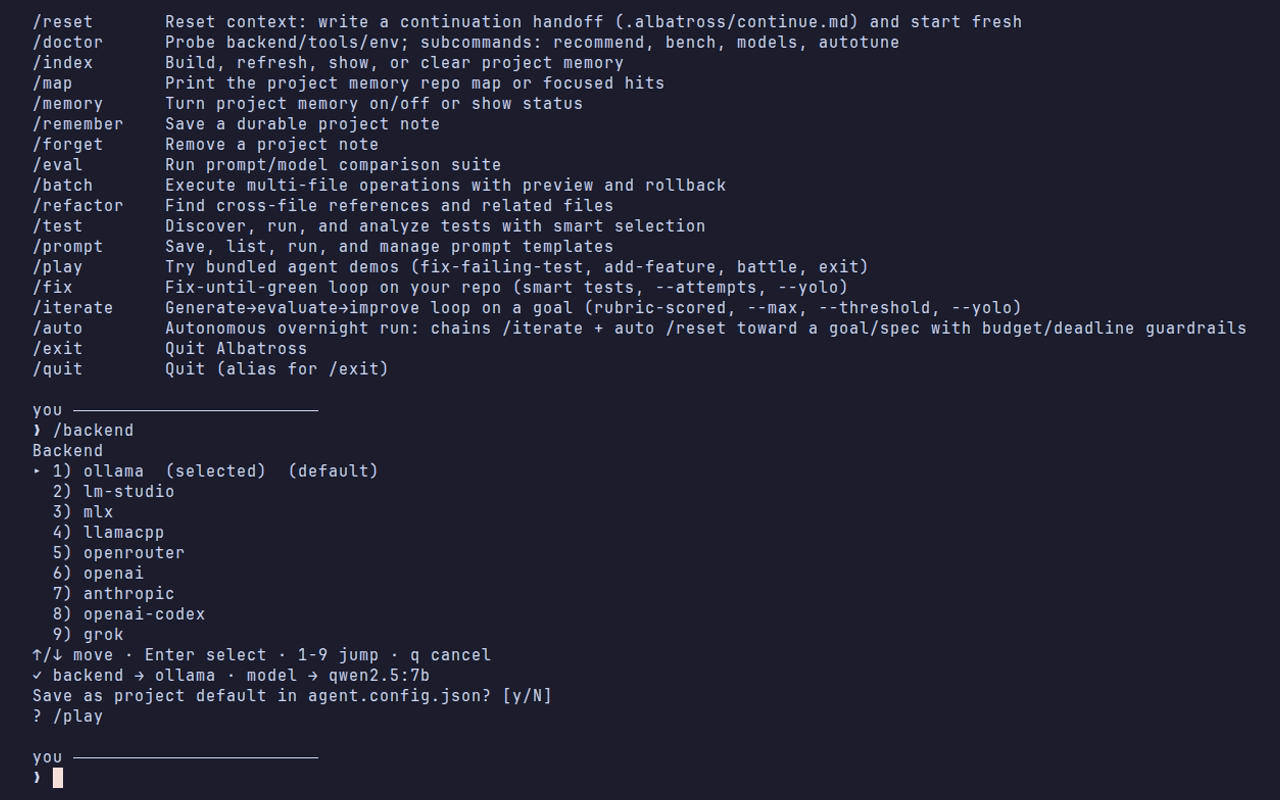 /reset        Reset context: write a continuation handoff (.albatross/continue.md) and start fresh
/doctor       Probe backend/tools/env; subcommands: recommend, bench, models, autotune
/index        Build, refresh, show, or clear project memory
/map          Print the project memory repo map or focused hits
/memory       Turn project memory on/off or show status
/remember     Save a durable project note
/forget       Remove a project note
/eval         Run prompt/model comparison suite
/batch        Execute multi-file operations with preview and rollback
/refactor     Find cross-file references and related files
/test         Discover, run, and analyze tests with smart selection
/prompt       Save, list, run, and manage prompt templates
/play         Try bundled agent demos (fix-failing-test, add-feature, battle, exit)
/fix          Fix-until-green loop on your repo (smart tests, --attempts, --yolo)
/iterate      Generate→evaluate→improve loop on a goal (rubric-scored, --max, --threshold, --yolo)
/auto         Autonomous overnight run: chains /iterate + auto /reset toward a goal/spec with budget/deadline guardrails
/exit         Quit Albatross
/quit         Quit (alias for /exit)
you ────────────────────────
❯ /backend
Backend
▸ 1) ollama  (selected)  (default)
  2) lm-studio
  3) mlx
  4) llamacpp
  5) openrouter
  6) openai
  7) anthropic
  8) openai-codex
  9) grok
↑/↓ move · Enter select · 1-9 jump · q cancel
✓ backend → ollama · model → qwen2.5:7b
Save as project default in agent.config.json? [y/N]
? /play
you ────────────────────────
❯